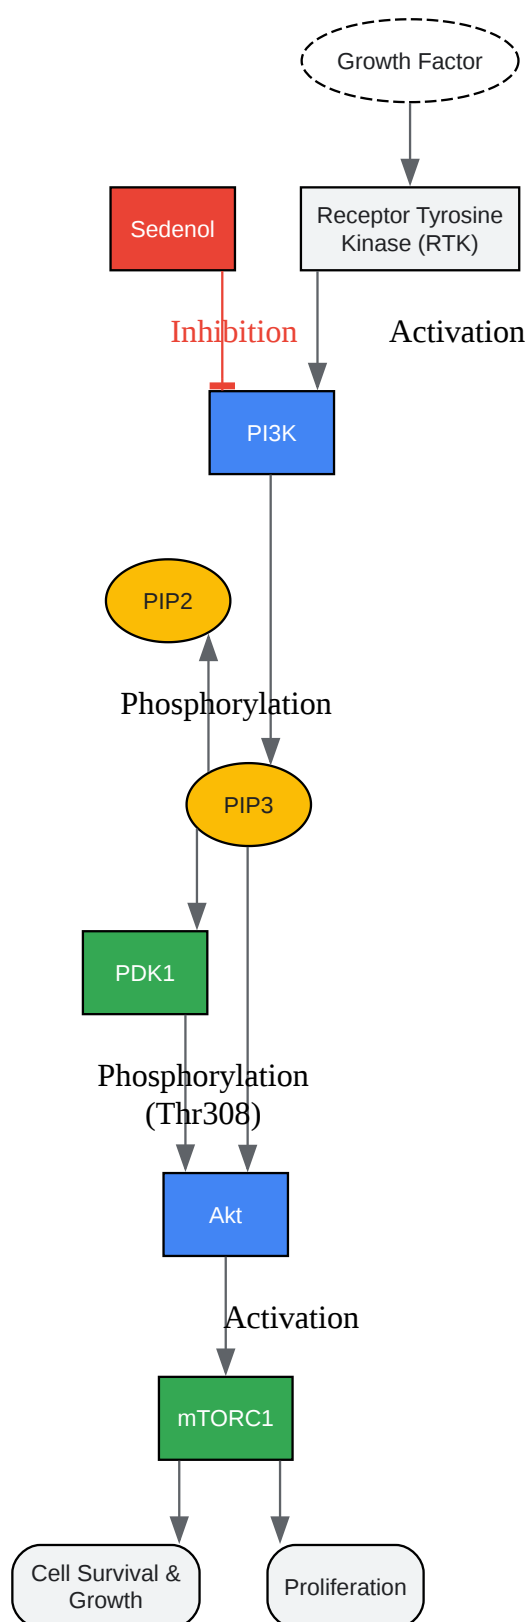 Growth Factor
Sedenol
Receptor Tyrosine
Kinase (RTK)
Inhibition
Activation
PI3K
PIP2
Phosphorylation
PIP3
PDK1
Phosphorylation
(Thr308)
Akt
Activation
mTORC1
Cell Survival &
Growth
Proliferation